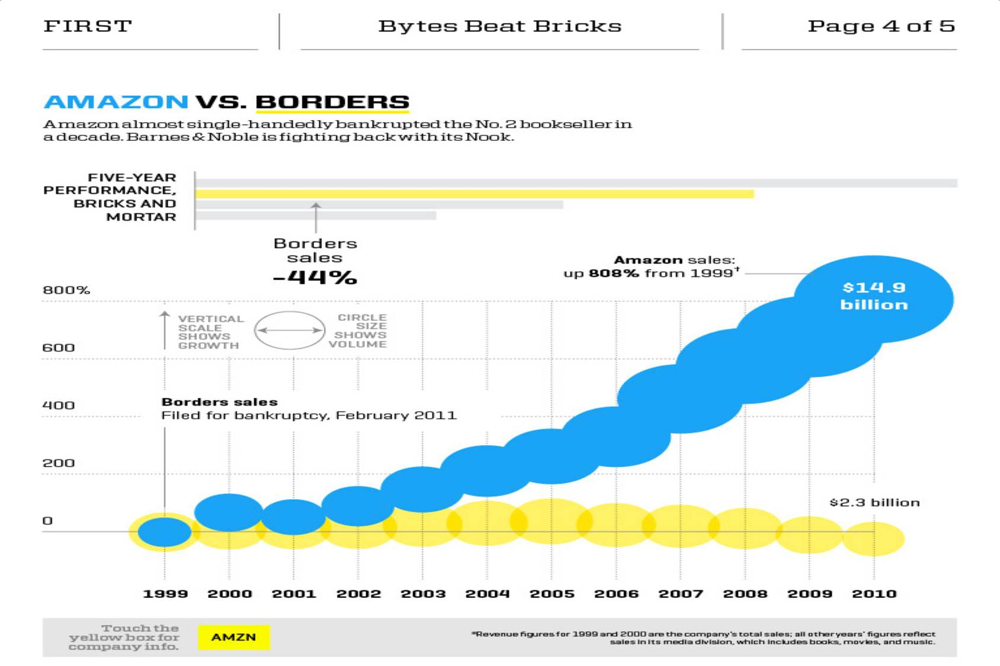 FIRST
Bytes Beat Bricks
Page 4 of 5
AMAZON VS. BORDERS
Amazon almost single-handedly bankrupted the No. 2 bookseller in
a decade. Barnes & Noble is fighting back with its Nook.
FIVE-YEAR
PERFORMANCE,
BRICKS AND
MORTAR
Borders
sales
-44%
Amazon sales:
up 808% from 1999†
$14.9
billion
800%
VERTICAL
SCALE
SHOWS
GROWTH
CIRCLE
SIZE
SHOWS
VOLUME
600
Borders sales
Filed for bankruptcy, February 2011
400
200
$2.3 billion
0
1999 2000 2001 2002 2003 2004 2005 2006 2007 2008 2009 2010
Touch the
yellow box for
company info.
AMZN
*Revenue figures for 1999 and 2000 are the company's total sales; all other years' figures reflect
sales in its media division, which includes books, movies, and music.